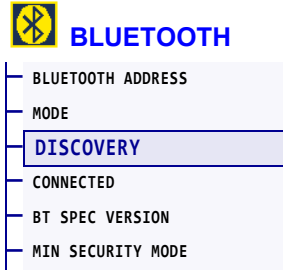 BLUETOOTH
BLUETOOTH ADDRESS
MODE
DISCOVERY
CONNECTED
BT SPEC VERSION
MIN SECURITY MODE